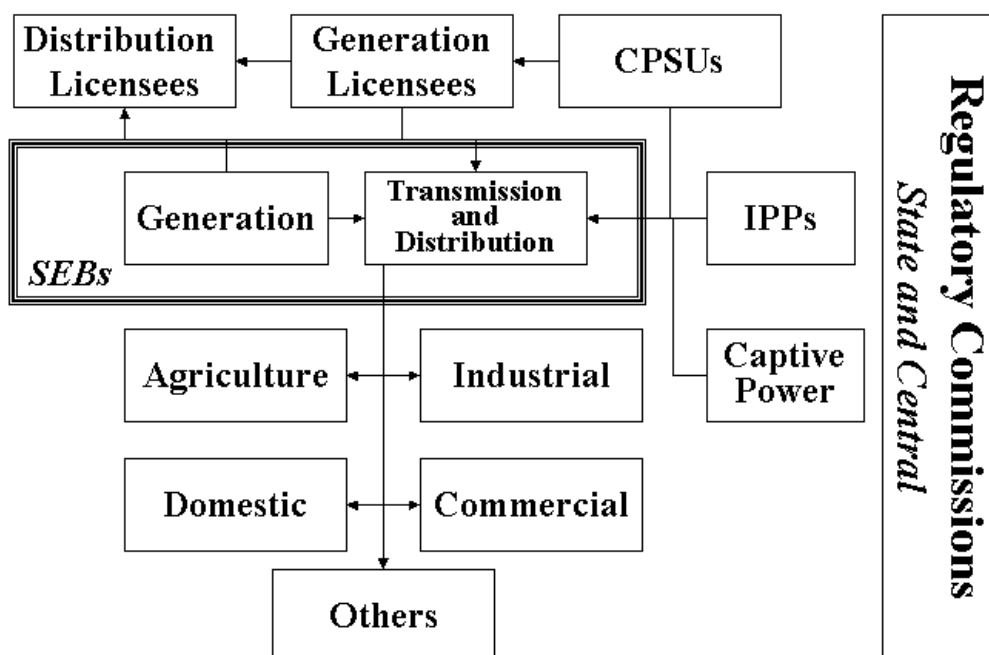 Distribution
Licensees
Generation
Licensees
CPSUs
Generation
Transmission
and
Distribution
IPPs
SEBs
Agriculture
Industrial
Captive
Power
Domestic
Commercial
Others
Regulatory Commissions
State and Central